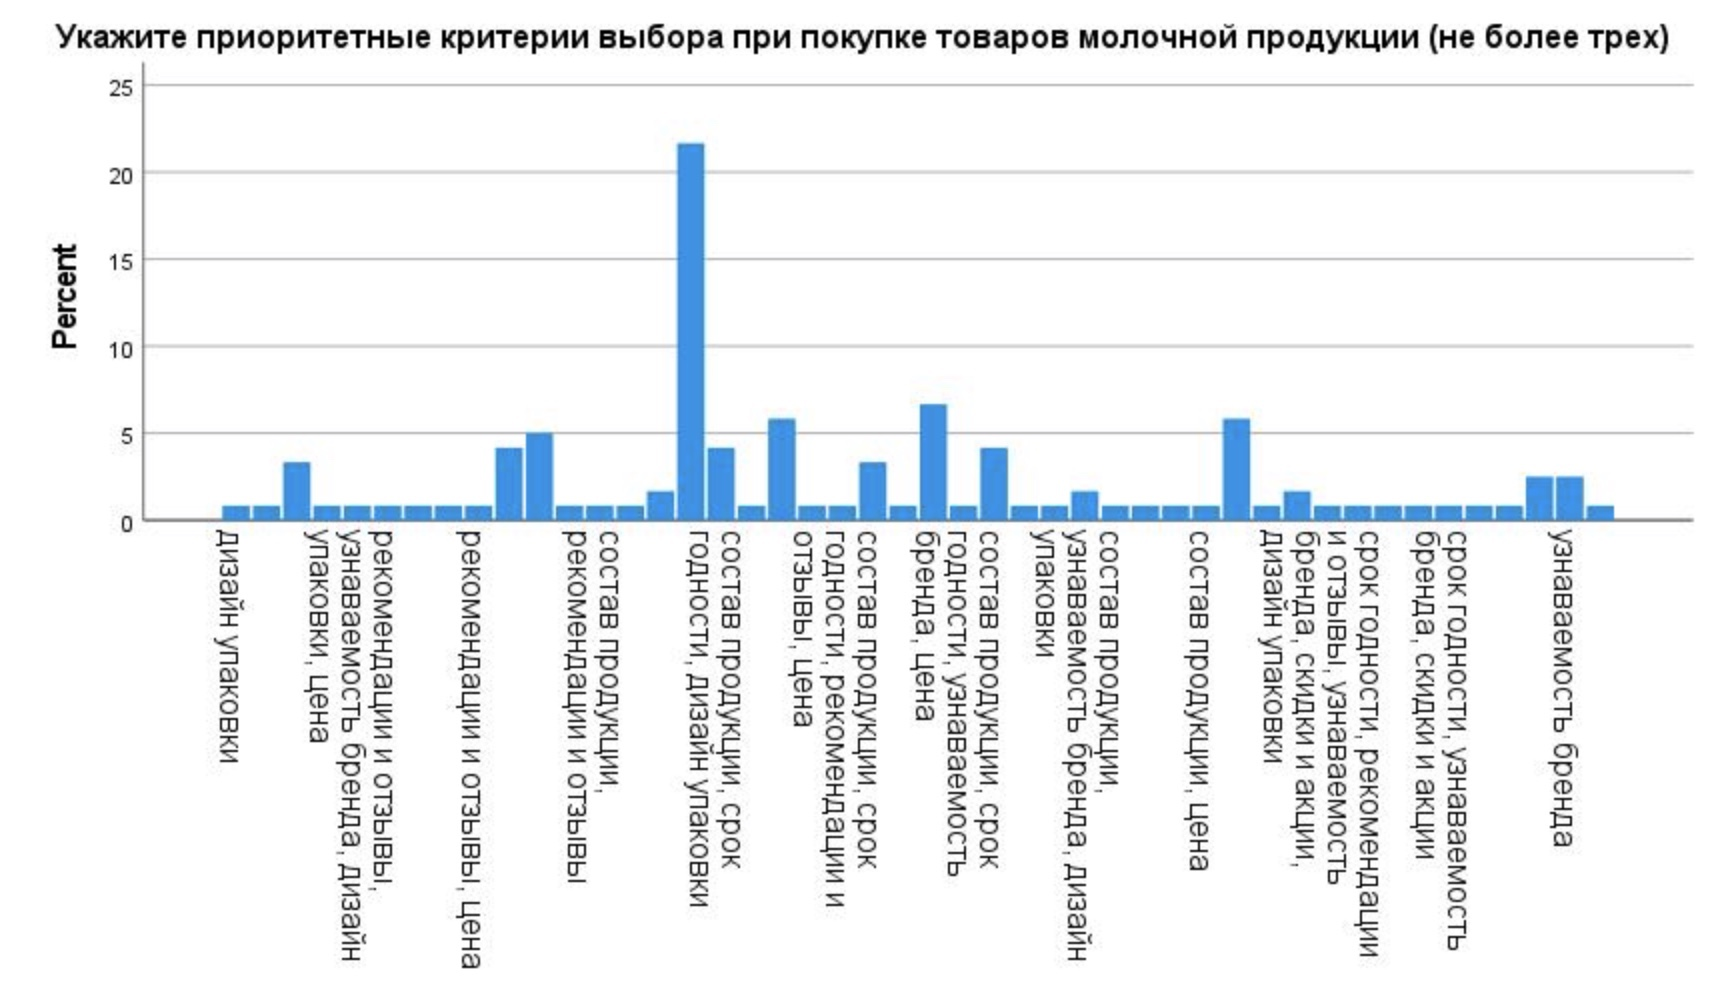 Укажите приоритетные критерии выбора при покупке товаров молочной продукции (не более трех)
Percent
25
20
15
10
5
0
дизайн упаковки
рекомендации и отзывы,
узнаваемость бренда, дизайн
упаковки, цена
рекомендации и отзывы, цена
состав продукции,
рекомендации и отзывы
состав продукции, срок
годности, дизайн упаковки
состав продукции, срок
годности, рекомендации и
отзывы, цена
состав продукции, срок
годности, узнаваемость
бренда, цена
состав продукции,
узнаваемость бренда, дизайн
упаковки
состав продукции, цена
срок годности, рекомендации
и отзывы, узнаваемость
бренда, скидки и акции,
дизайн упаковки
срок годности, узнаваемость
бренда, скидки и акции
узнаваемость бренда